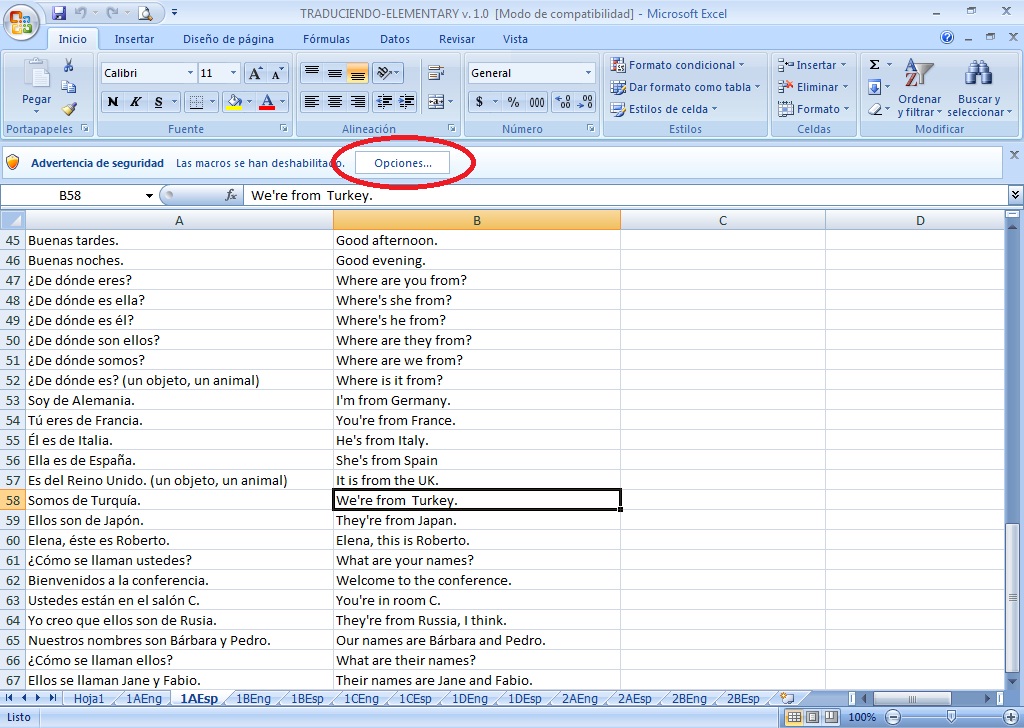 TRADUCIENDO-ELEMENTARY v. 1.0 [Modo de compatibilidad] - Microsoft Excel
Inicio Insertar Diseño de página Fórmulas Datos Revisar Vista
Pegar
Portapapeles
Calibri 11
N K S
Fuente
Alineación
General
$ % 000
Número
Formato condicional
Dar formato como tabla
Estilos de celda
Estilos
Insertar
Eliminar
Formato
Celdas
Σ
Ordenar y filtrar
Buscar y seleccionar
Modificar
Advertencia de seguridad Las macros se han deshabilitado. Opciones...
B58 fx We're from  Turkey.
A B C D
45 Buenas tardes. Good afternoon.
46 Buenas noches. Good evening.
47 ¿De dónde eres? Where are you from?
48 ¿De dónde es ella? Where's she from?
49 ¿De dónde es él? Where's he from?
50 ¿De dónde son ellos? Where are they from?
51 ¿De dónde somos? Where are we from?
52 ¿De dónde es? (un objeto, un animal) Where is it from?
53 Soy de Alemania. I'm from Germany.
54 Tú eres de Francia. You're from France.
55 Él es de Italia. He's from Italy.
56 Ella es de España. She's from Spain
57 Es del Reino Unido. (un objeto, un animal) It is from the UK.
58 Somos de Turquía. We're from  Turkey.
59 Ellos son de Japón. They're from Japan.
60 Elena, éste es Roberto. Elena, this is Roberto.
61 ¿Cómo se llaman ustedes? What are your names?
62 Bienvenidos a la conferencia. Welcome to the conference.
63 Ustedes están en el salón C. You're in room C.
64 Yo creo que ellos son de Rusia. They're from Russia, I think.
65 Nuestros nombres son Bárbara y Pedro. Our names are Bárbara and Pedro.
66 ¿Cómo se llaman ellos? What are their names?
67 Ellos se llaman Jane y Fabio. Their names are Jane and Fabio.
Hoja1 1AEng 1AEsp 1BEng 1BEsp 1CEng 1CEsp 1DEng 1DEsp 2AEng 2AEsp 2BEng 2BEsp
Listo 100%